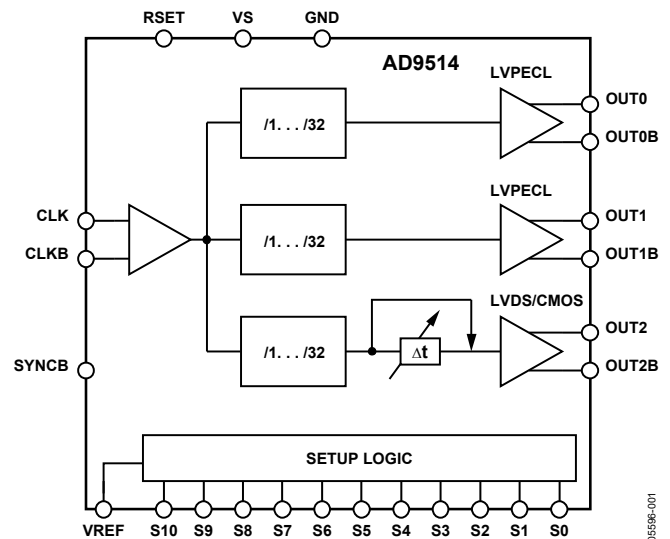 RSET VS GND
AD9514
LVPECL
OUT0
/1. . . /32
OUT0B
LVPECL
CLK
OUT1
/1. . . /32
CLKB
OUT1B
LVDS/CMOS
OUT2
/1. . . /32
Δt
SYNCB
OUT2B
SETUP LOGIC
VREF S10 S9 S8 S7 S6 S5 S4 S3 S2 S1 S0
05596-001